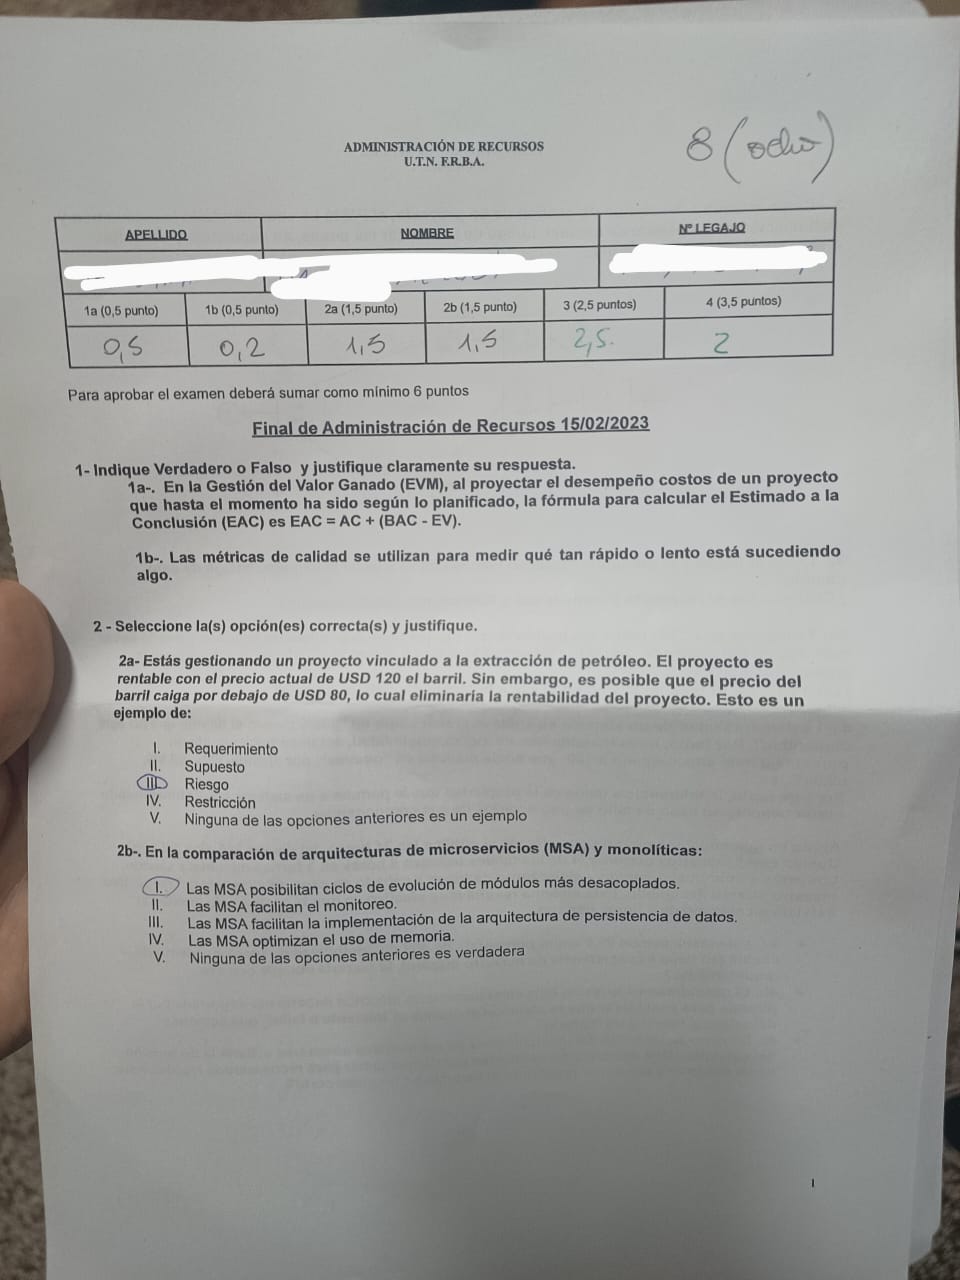 ADMINISTRACIÓN DE RECURSOS
U.T.N. F.R.B.A.
8 (ocho)
APELLIDO NOMBRE Nº LEGAJO
1a (0,5 punto) 1b (0,5 punto) 2a (1,5 punto) 2b (1,5 punto) 3 (2,5 puntos) 4 (3,5 puntos)
0,5 0,2 1,5 1,5 2,5. 2
Para aprobar el examen deberá sumar como mínimo 6 puntos
Final de Administración de Recursos 15/02/2023
1- Indique Verdadero o Falso y justifique claramente su respuesta.
1a-. En la Gestión del Valor Ganado (EVM), al proyectar el desempeño costos de un proyecto
que hasta el momento ha sido según lo planificado, la fórmula para calcular el Estimado a la
Conclusión (EAC) es EAC = AC + (BAC - EV).
1b-. Las métricas de calidad se utilizan para medir qué tan rápido o lento está sucediendo
algo.
2 - Seleccione la(s) opción(es) correcta(s) y justifique.
2a- Estás gestionando un proyecto vinculado a la extracción de petróleo. El proyecto es
rentable con el precio actual de USD 120 el barril. Sin embargo, es posible que el precio del
barril caiga por debajo de USD 80, lo cual eliminaría la rentabilidad del proyecto. Esto es un
ejemplo de:
I. Requerimiento
II. Supuesto
III. Riesgo
IV. Restricción
V. Ninguna de las opciones anteriores es un ejemplo
2b-. En la comparación de arquitecturas de microservicios (MSA) y monolíticas:
I. Las MSA posibilitan ciclos de evolución de módulos más desacoplados.
II. Las MSA facilitan el monitoreo.
III. Las MSA facilitan la implementación de la arquitectura de persistencia de datos.
IV. Las MSA optimizan el uso de memoria.
V. Ninguna de las opciones anteriores es verdadera